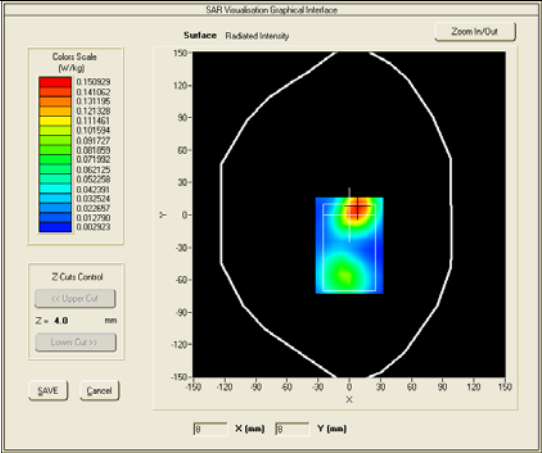 SAR Visualisation Graphical Interface
Surface Radiated Intensity
Zoom In/Out
Colors Scale
(W/kg)
0.150929
0.141062
0.131195
0.121328
0.111461
0.101594
0.091727
0.081859
0.071992
0.062125
0.052258
0.042391
0.032524
0.022657
0.012790
0.002923
150
120
90
60
30
0
-30
-60
-90
-120
-150
Y
-150 -120 -90 -60 -30 0 30 60 90 120 150
X
Z-Cuts Control
<< Upper Cut
Z = 4.0 mm
Lower Cut >>
SAVE Cancel
8 X (mm) 8 Y (mm)